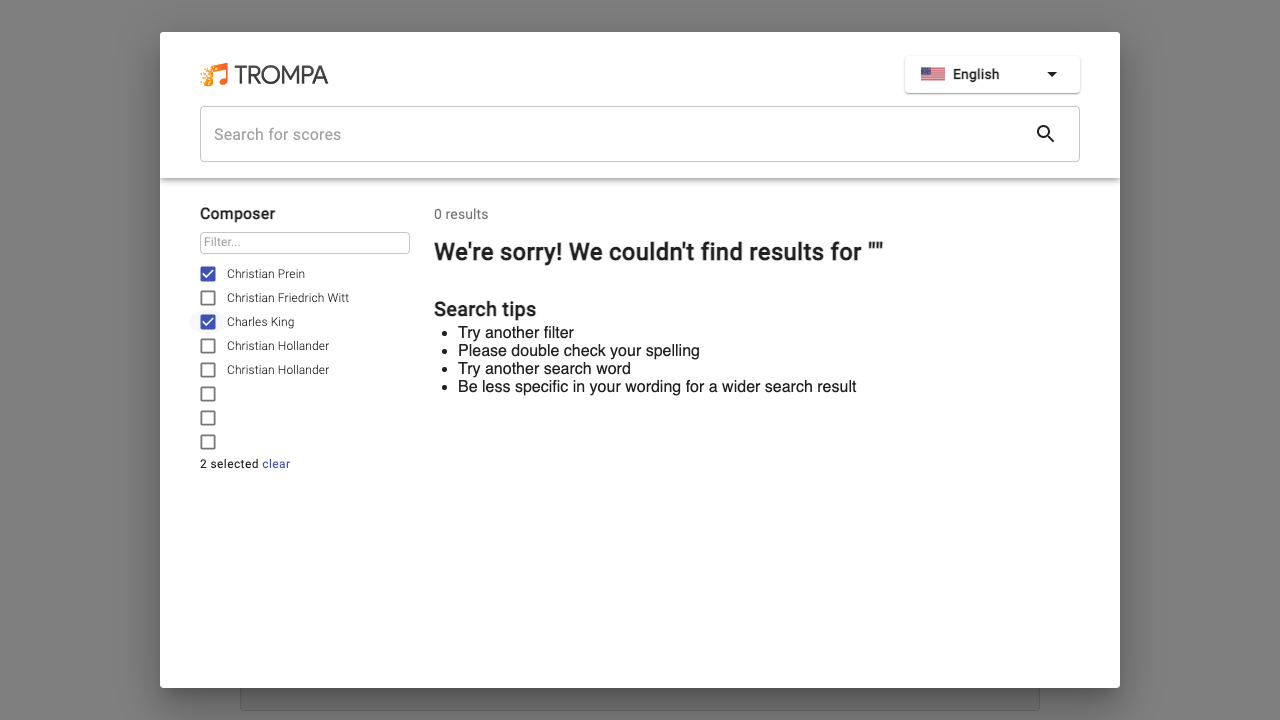 TROMPA
English
Search for scores
Composer
Filter...
Christian Prein
Christian Friedrich Witt
Charles King
Christian Hollander
Christian Hollander
2 selected clear
0 results
We're sorry! We couldn't find results for ""
Search tips
• Try another filter
• Please double check your spelling
• Try another search word
• Be less specific in your wording for a wider search result